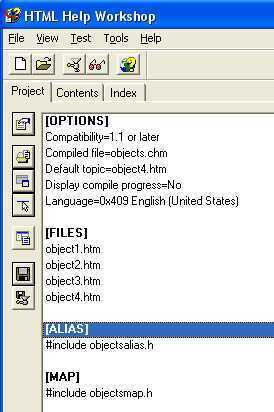 HTML Help Workshop
File View Test Tools Help
Project Contents Index
[OPTIONS]
Compatibility=1.1 or later
Compiled file=objects.chm
Default topic=object4.htm
Display compile progress=No
Language=0x409 English (United States)
[FILES]
object1.htm
object2.htm
object3.htm
object4.htm
[ALIAS]
#include objectsalias.h
[MAP]
#include objectsmap.h